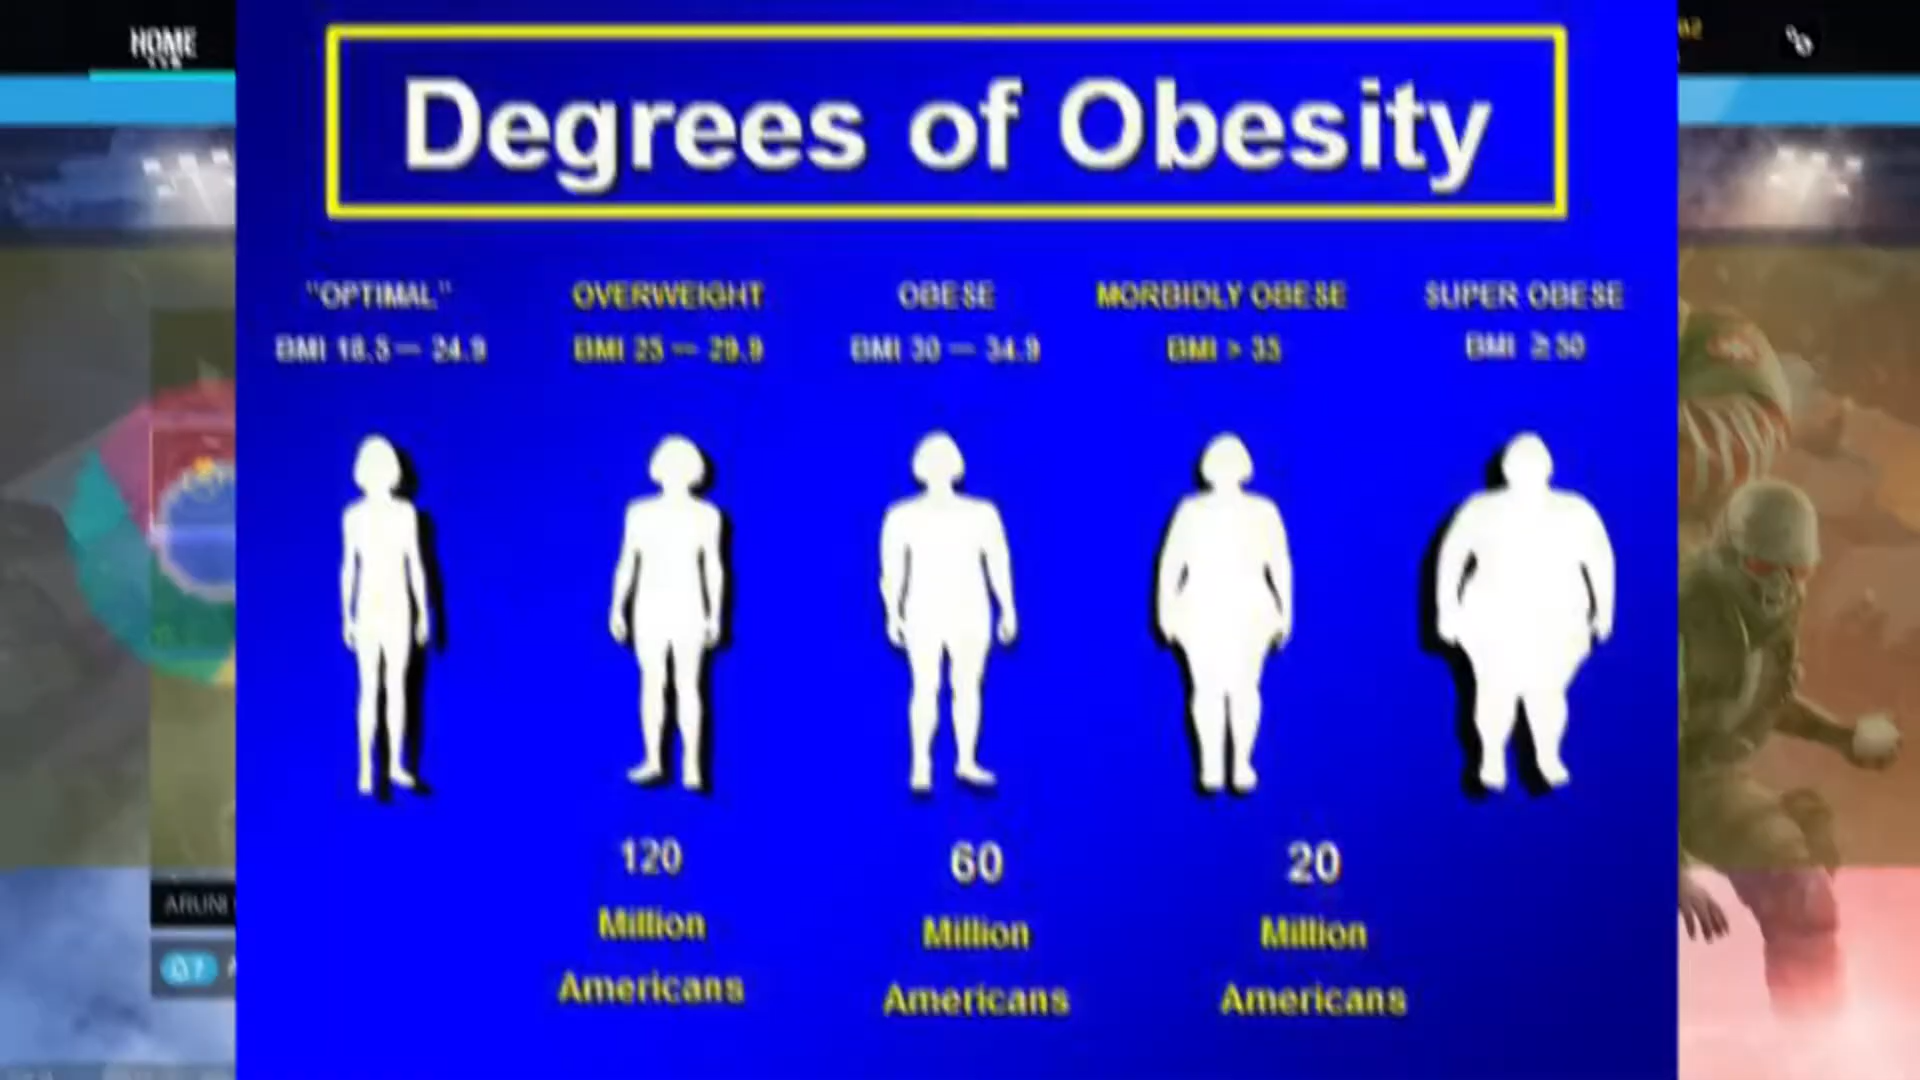 HOME
Degrees of Obesity
"OPTIMAL" OVERWEIGHT OBESE MORBIDLY OBESE SUPER OBESE
BMI 18.5 — 24.9 BMI 25 — 29.9 BMI 30 — 34.9 BMI > 35 BMI ≥ 50
120 60 20
Million Million Million
Americans Americans Americans
ARUNI